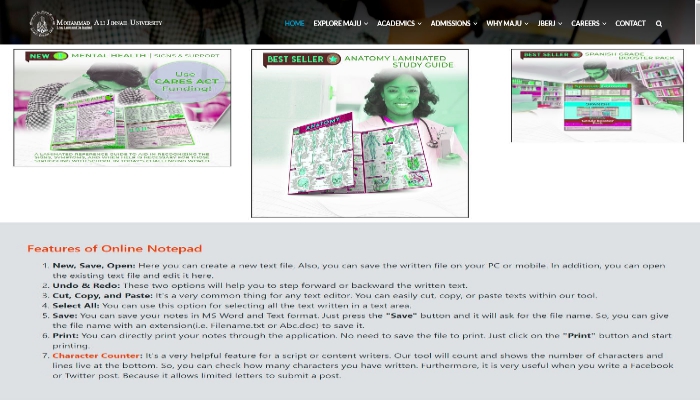 Mohammad Ali Jinnah University
HOME EXPLORE MAJU ACADEMICS ADMISSIONS WHY MAJU JBERJ CAREERS CONTACT
NEW MENTAL HEALTH | SIGNS & SUPPORT
Use
CARES ACT
Funding!
BEST SELLER ANATOMY LAMINATED
STUDY GUIDE
ANATOMY
BEST SELLER SPANISH GRADE
BOOSTER PACK
Features of Online Notepad
1. New, Save, Open: Here you can create a new text file. Also, you can save the written file on your PC or mobile. In addition, you can open
the existing text file and edit it here.
2. Undo & Redo: These two options will help you to step forward or backward the written text.
3. Cut, Copy, and Paste: It's a very common thing for any text editor. You can easily cut, copy, or paste texts within our tool.
4. Select All: You can use this option for selecting all the text written in a text area.
5. Save: You can save your notes in MS Word and Text format. Just press the "Save" button and it will ask for the file name. So, you can give
the file name with an extension(i.e. Filename.txt or Abc.doc) to save it.
6. Print: You can directly print your notes through the application. No need to save the file to print. Just click on the "Print" button and start
printing.
7. Character Counter: It's a very helpful feature for a script or content writers. Our tool will count and shows the number of characters and
lines live at the bottom. So, you can check how many characters you have written. Furthermore, it is very useful when you write a Facebook
or Twitter post. Because it allows limited letters to submit a post.